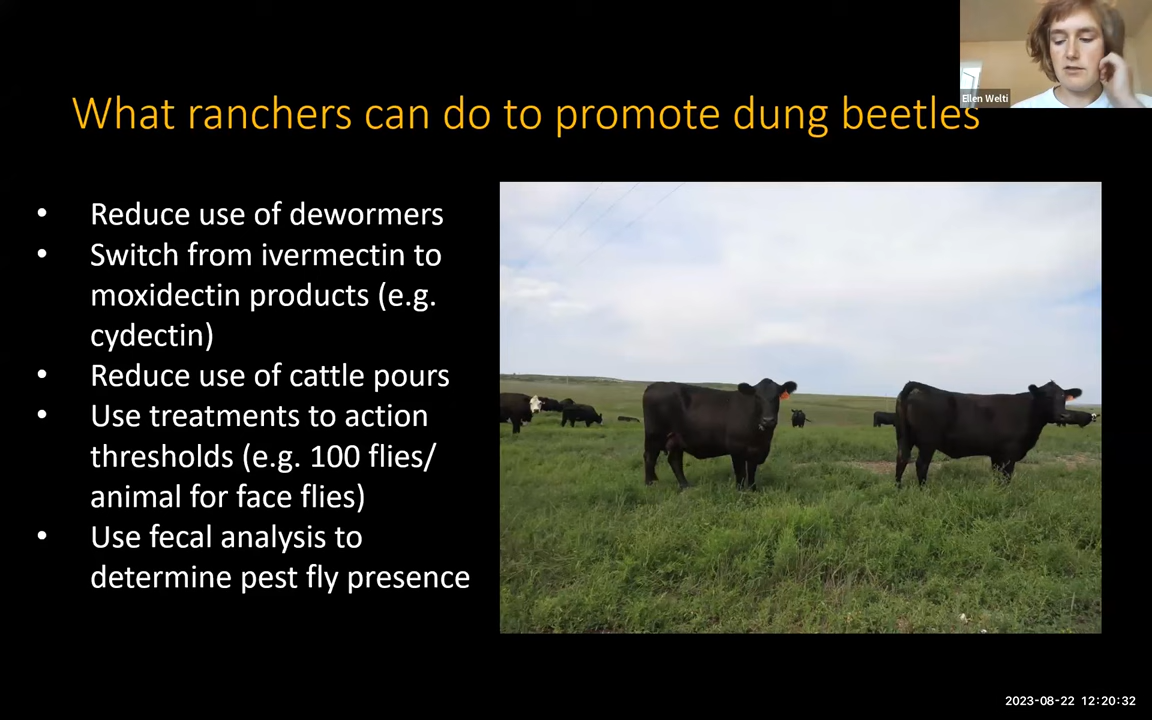 Ellen Welti
What ranchers can do to promote dung beetles
• Reduce use of dewormers
• Switch from ivermectin to
moxidectin products (e.g.
cydectin)
• Reduce use of cattle pours
• Use treatments to action
thresholds (e.g. 100 flies/
animal for face flies)
• Use fecal analysis to
determine pest fly presence
2023-08-22 12:20:32